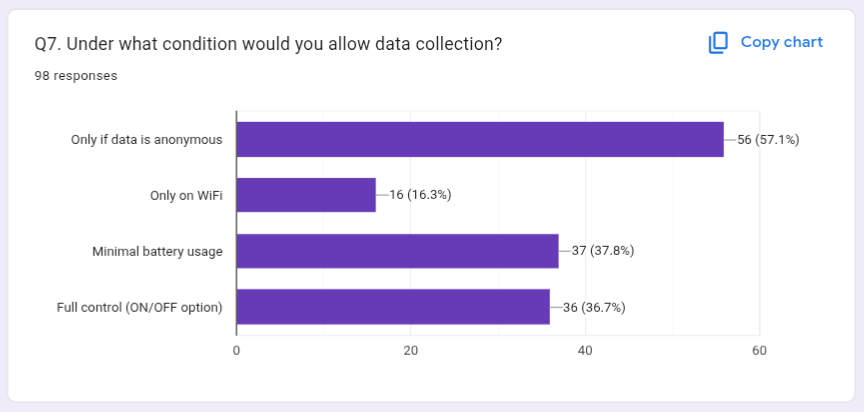 Q7. Under what condition would you allow data collection?
Copy chart
98 responses
Only if data is anonymous
56 (57.1%)
Only on WiFi
16 (16.3%)
Minimal battery usage
37 (37.8%)
Full control (ON/OFF option)
36 (36.7%)
0
20
40
60